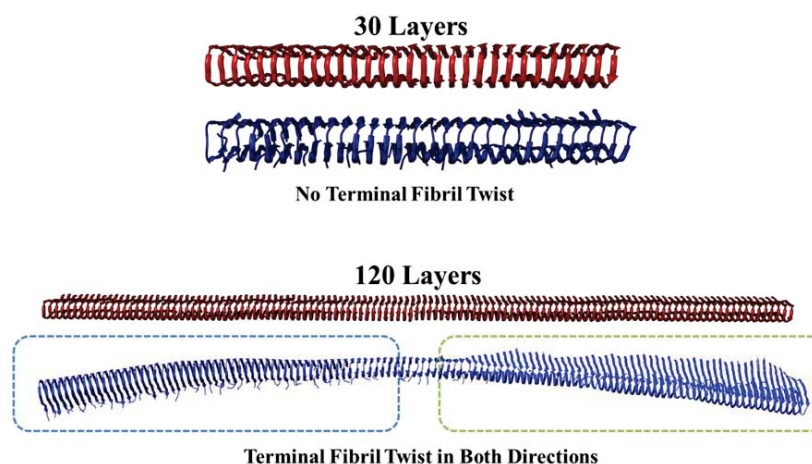 30 Layers
No Terminal Fibril Twist
120 Layers
Terminal Fibril Twist in Both Directions